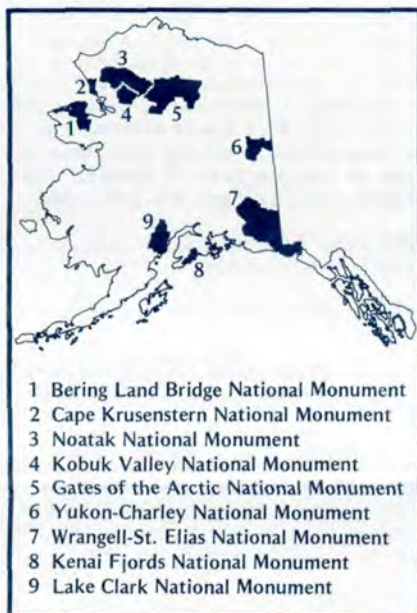 3
2
4
5
1
6
7
9
8
1 Bering Land Bridge National Monument
2 Cape Krusenstern National Monument
3 Noatak National Monument
4 Kobuk Valley National Monument
5 Gates of the Arctic National Monument
6 Yukon-Charley National Monument
7 Wrangell-St. Elias National Monument
8 Kenai Fjords National Monument
9 Lake Clark National Monument